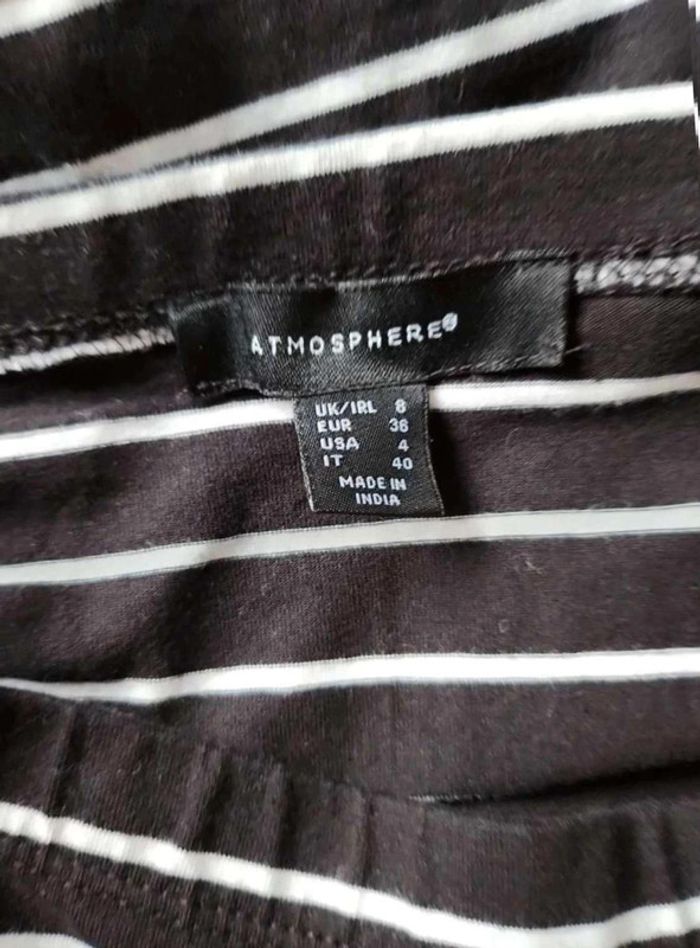 ATMOSPHERE®
UK/IRL 8
EUR 36
USA 4
IT 40
MADE IN
INDIA